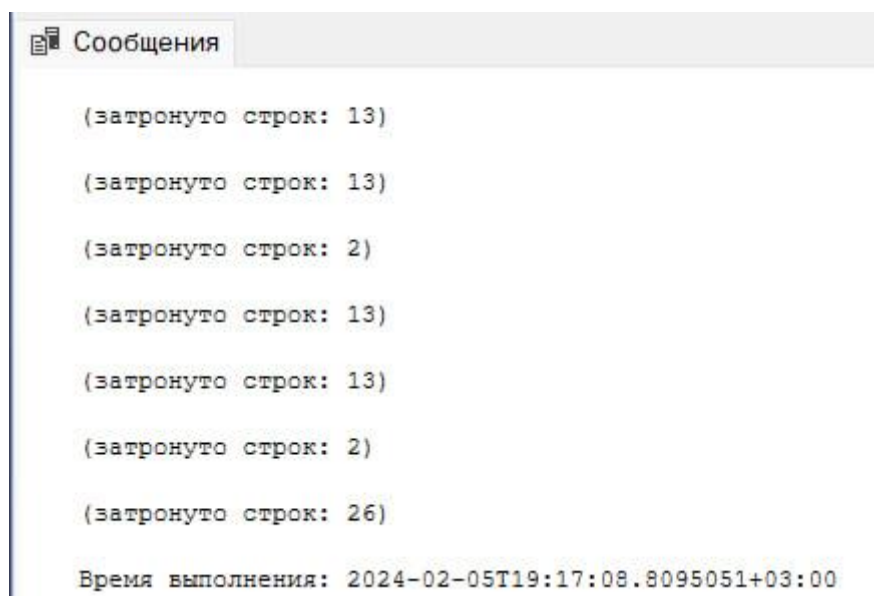 Сообщения
(затронуто строк: 13)
(затронуто строк: 13)
(затронуто строк: 2)
(затронуто строк: 13)
(затронуто строк: 13)
(затронуто строк: 2)
(затронуто строк: 26)
Время выполнения: 2024-02-05T19:17:08.8095051+03:00